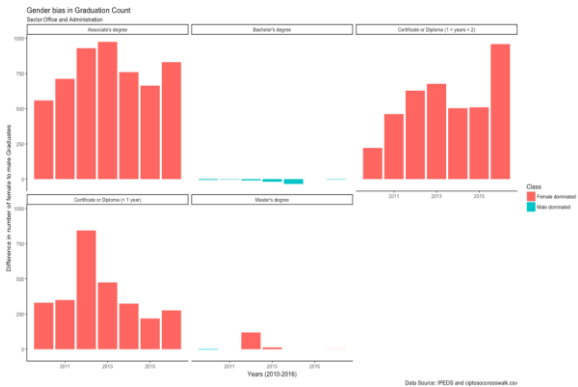 Gender bias in Graduation Count
Sector:Office and Administration
Associate's degree
Bachelor's degree
Certificate or Diploma (1 < years < 2)
1000
750
500
250
0
2011 2013 2015
Certificate or Diploma (< 1 year)
Master's degree
1000
750
500
250
0
2011 2013 2015
2011 2013 2015
Difference in number of female to male Graduates
Years (2010-2016)
Class
Female dominated
Male dominated
Data Source: IPEDS and ciptosoccrosswalk.csv